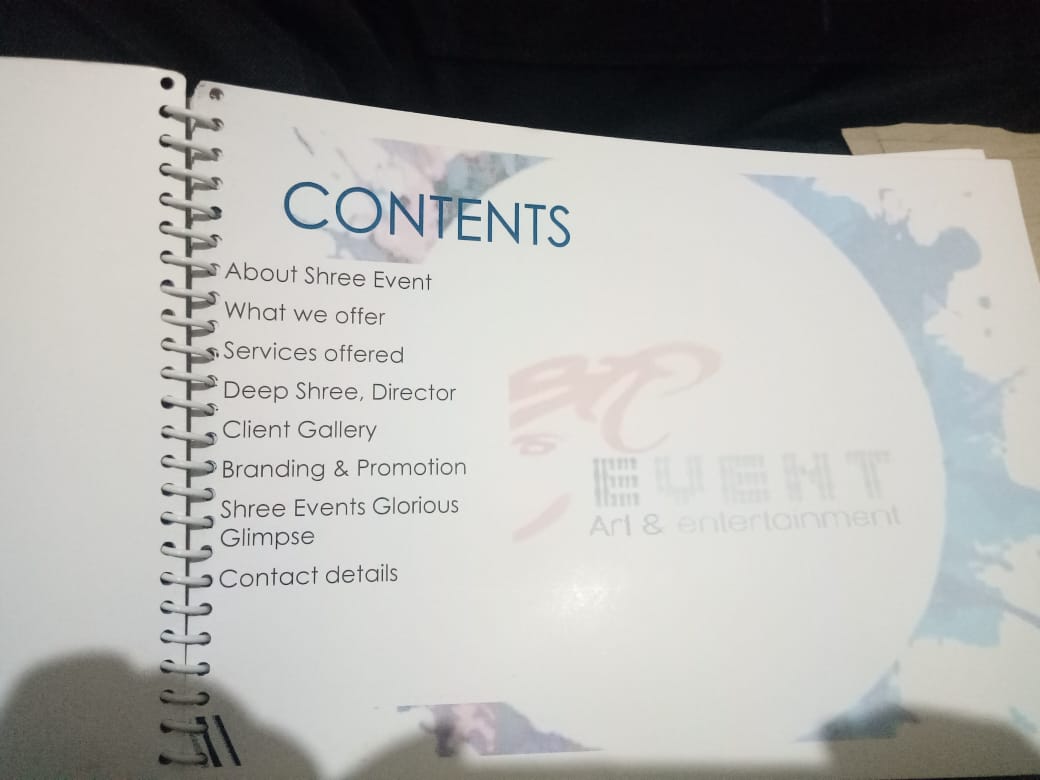 CONTENTS
About Shree Event
What we offer
Services offered
Deep Shree, Director
Client Gallery
Branding & Promotion
Shree Events Glorious
Glimpse
Contact details
EVENT
Art & entertainment